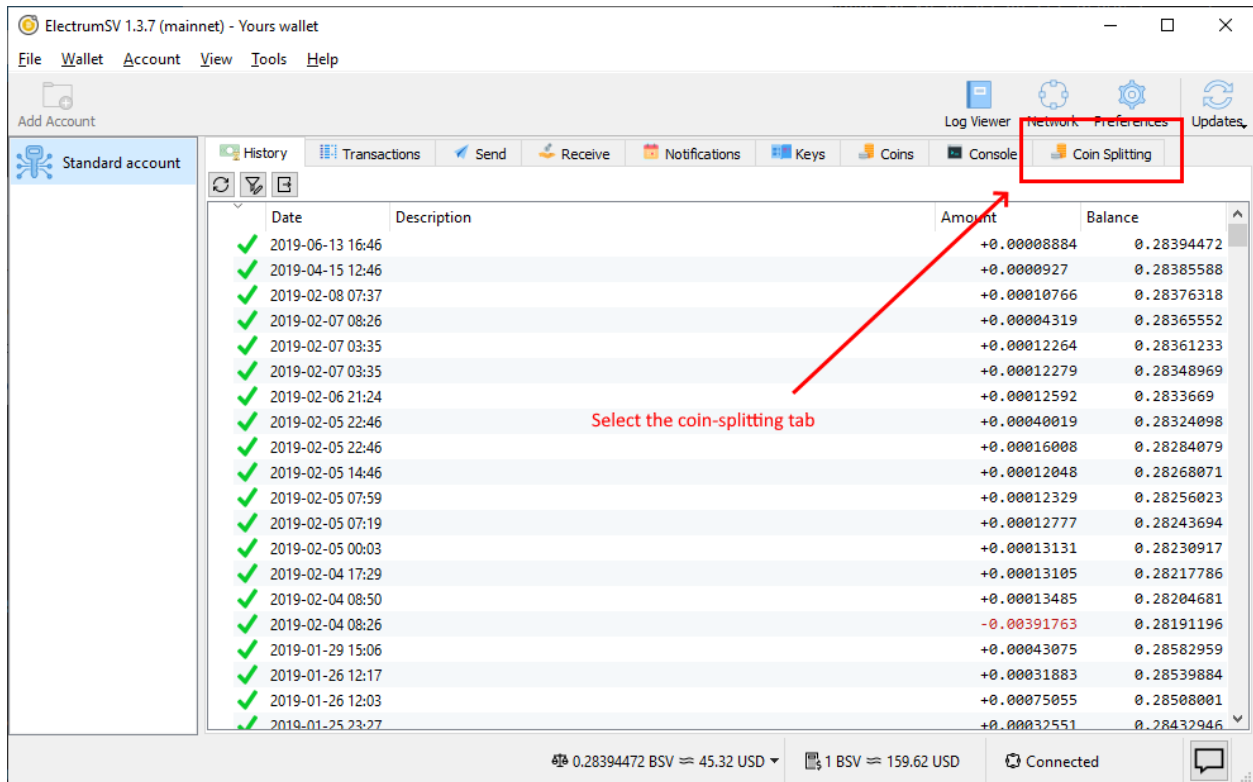 ElectrumSV 1.3.7 (mainnet) - Yours wallet
File Wallet Account View Tools Help
Add Account
Log Viewer Network Preferences Updates
Standard account
History Transactions Send Receive Notifications Keys Coins Console Coin Splitting
Date Description Amount Balance
2019-06-13 16:46 +0.00008884 0.28394472
2019-04-15 12:46 +0.0000927 0.28385588
2019-02-08 07:37 +0.00010766 0.28376318
2019-02-07 08:26 +0.00004319 0.28365552
2019-02-07 03:35 +0.00012264 0.28361233
2019-02-07 03:35 +0.00012279 0.28348969
2019-02-06 21:24 +0.00012592 0.2833669
2019-02-05 22:46 +0.00040019 0.28324098
Select the coin-splitting tab
2019-02-05 22:46 +0.00016008 0.28284079
2019-02-05 14:46 +0.00012048 0.28268071
2019-02-05 07:59 +0.00012329 0.28256023
2019-02-05 07:19 +0.00012777 0.28243694
2019-02-05 00:03 +0.00013131 0.28230917
2019-02-04 17:29 +0.00013105 0.28217786
2019-02-04 08:50 +0.00013485 0.28204681
2019-02-04 08:26 -0.00391763 0.28191196
2019-01-29 15:06 +0.00043075 0.28582959
2019-01-26 12:17 +0.00031883 0.28539884
2019-01-26 12:03 +0.00075055 0.28508001
2019-01-25 23:27 +0.00032551 0.28432946
0.28394472 BSV ≈ 45.32 USD 1 BSV ≈ 159.62 USD Connected